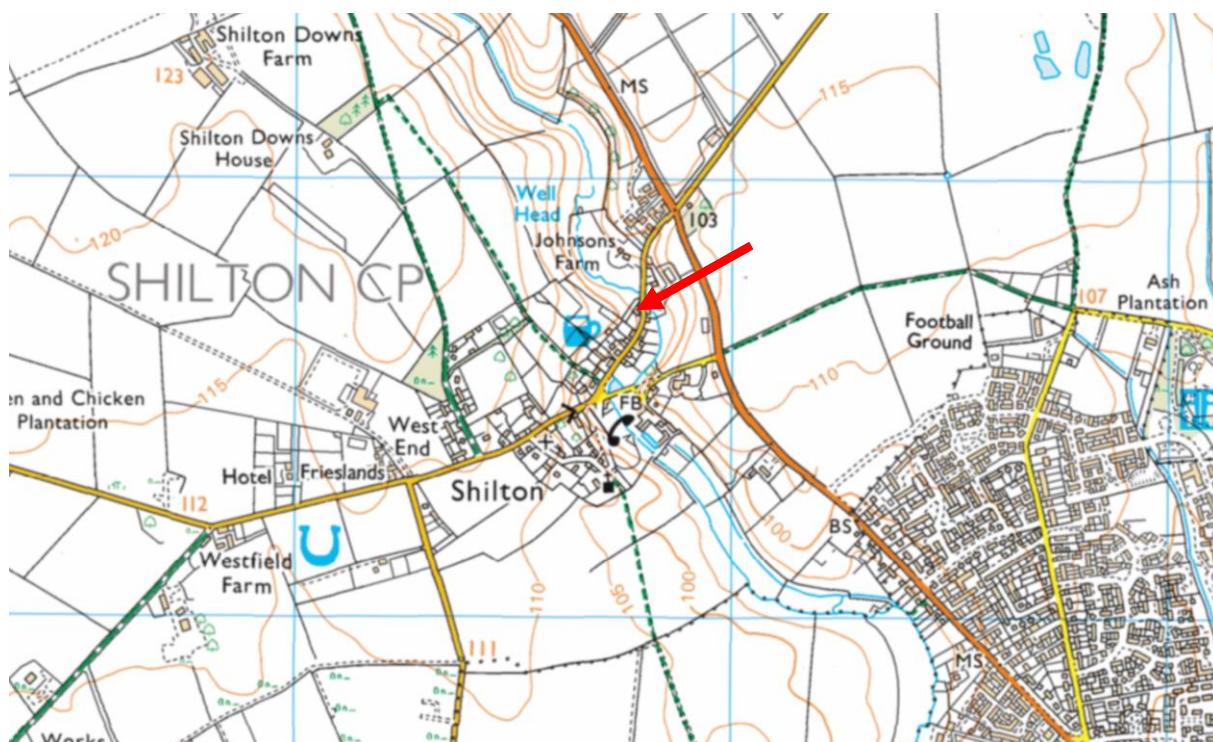 Shilton Downs
Farm
123
Shilton Downs
House
MS
115
Well
Head
Johnsons
Farm
103
120
SHILTON CP
107
Ash
Plantation
Football
Ground
115
110
en and Chicken
Plantation
West
End
FB
F
Hotel
Frieslands
Shilton
112
Westfield
Farm
BS
100
110
105
100
111
MS
Works